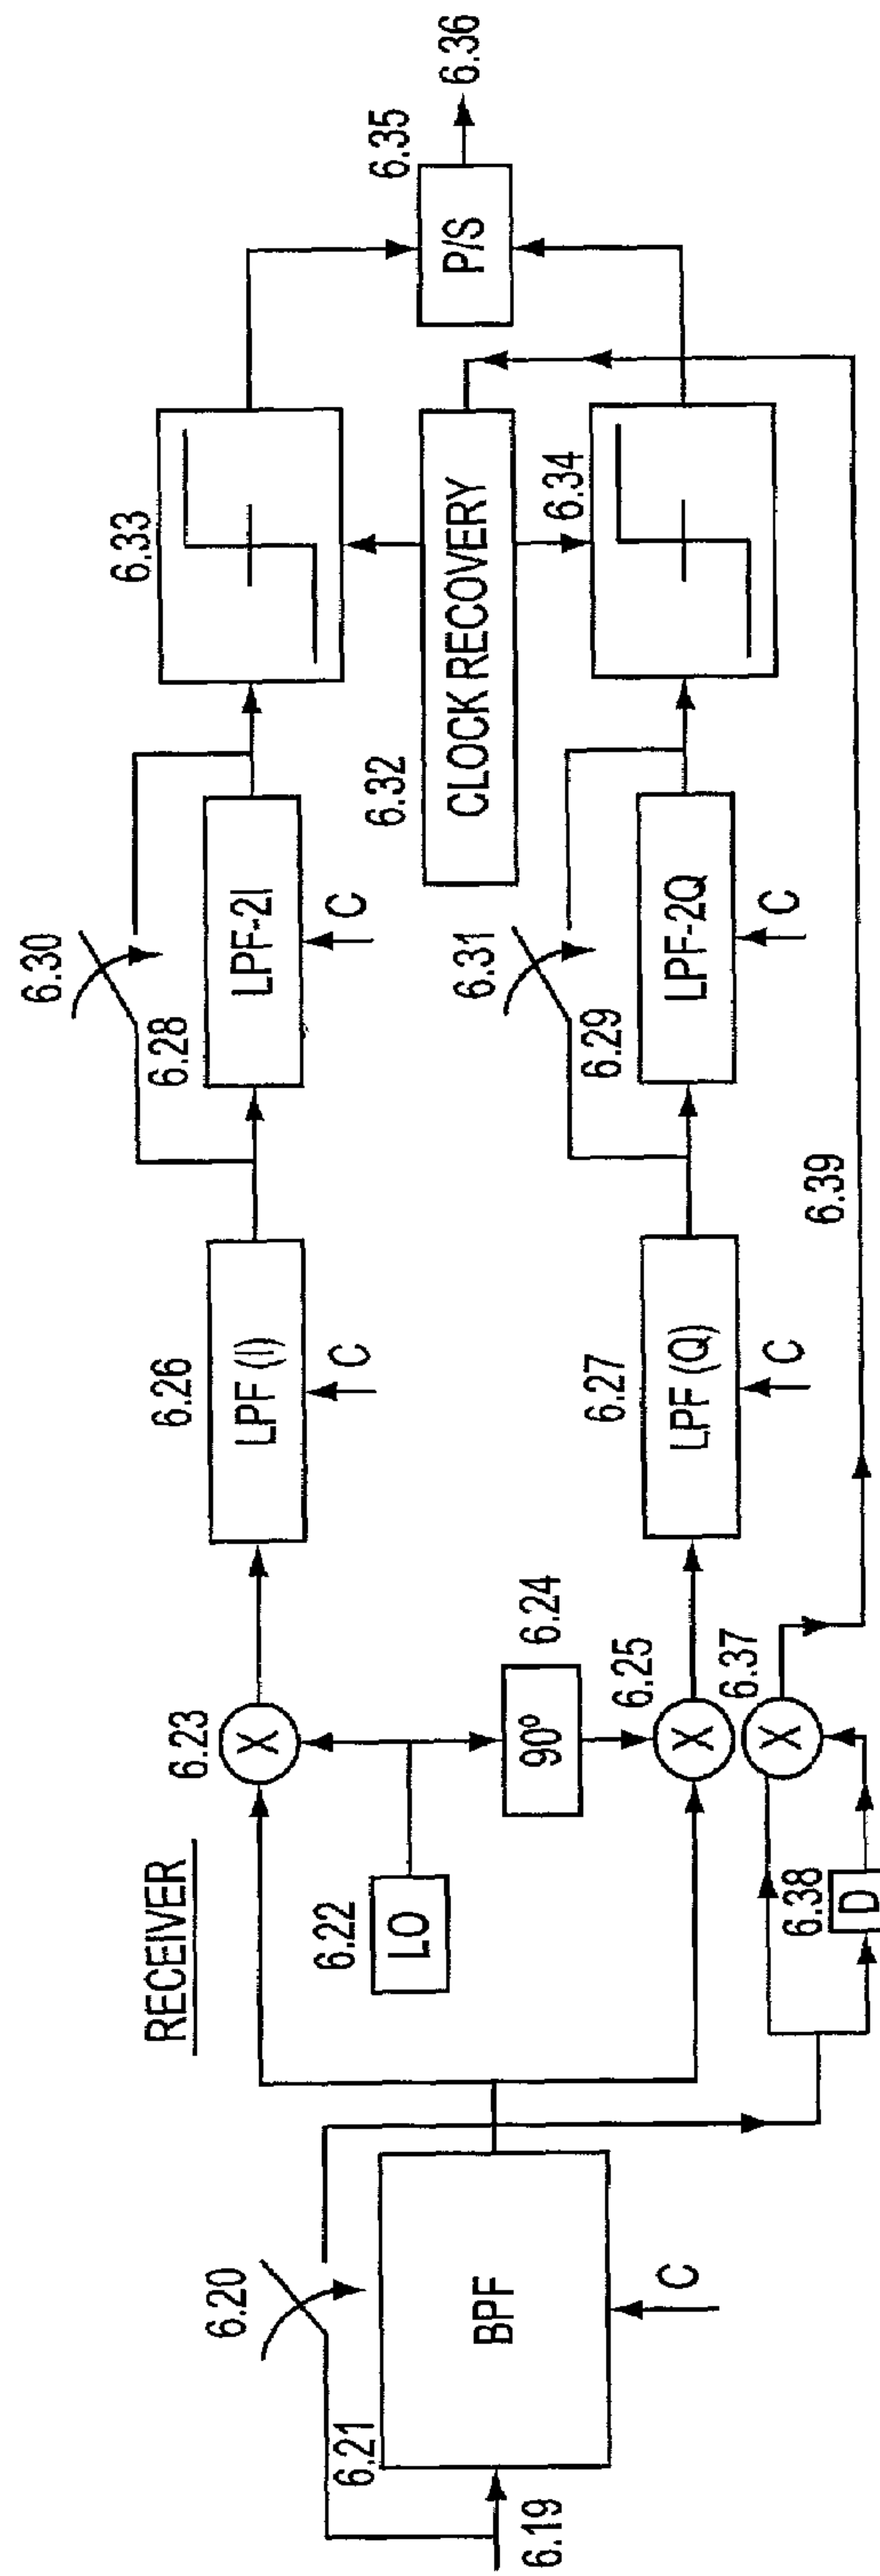 RECEIVER
6.19
6.20
6.21
BPF
C
6.22
LO
6.23
X
6.24
90º
6.25
X
6.37
X
6.38
D
6.26
LPF (I)
C
6.27
LPF (Q)
C
6.39
6.30
6.28
LPF-2I
C
6.31
6.29
LPF-2Q
C
6.32
CLOCK RECOVERY
6.33
6.34
6.35
P/S
6.36